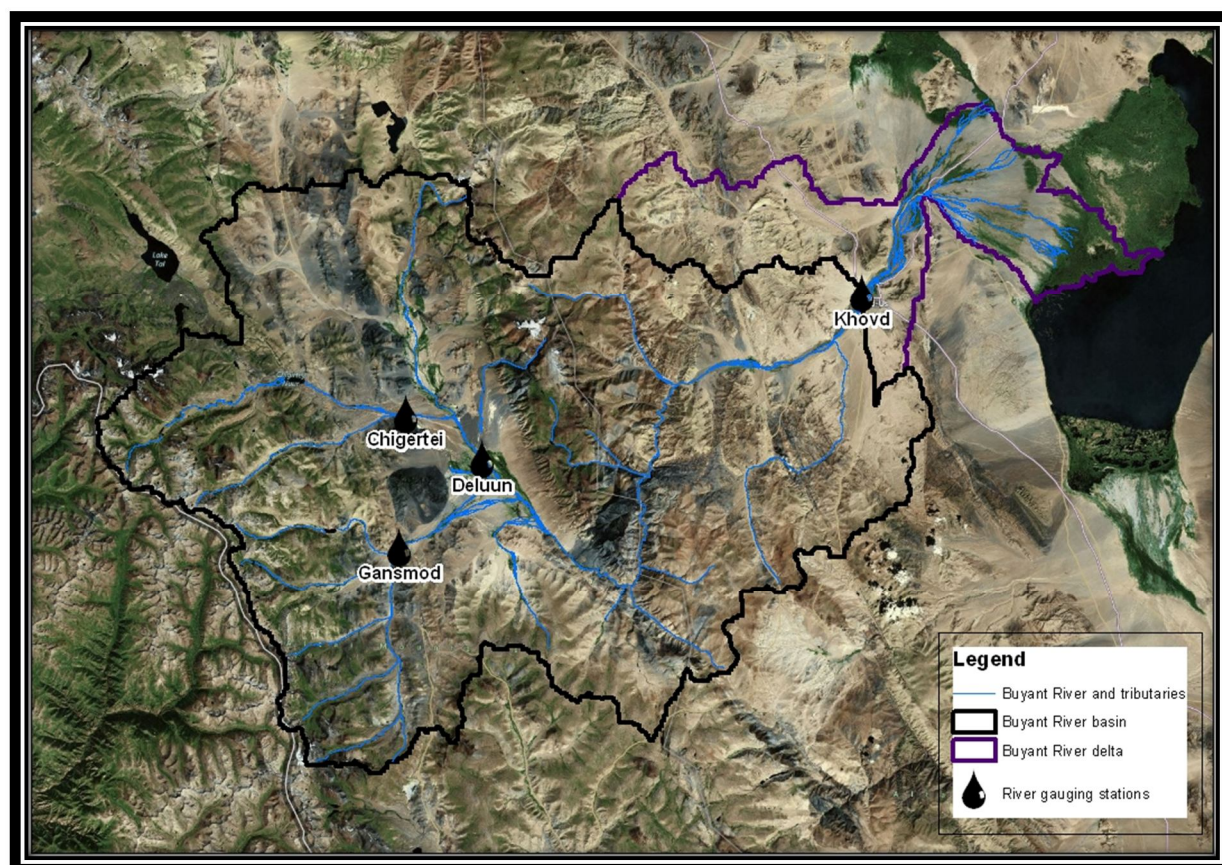 Lake
Tal
Khovd
Chigertei
Deluun
Gansmod
Legend
Buyant River and tributaries
Buyant River basin
Buyant River delta
River gauging stations